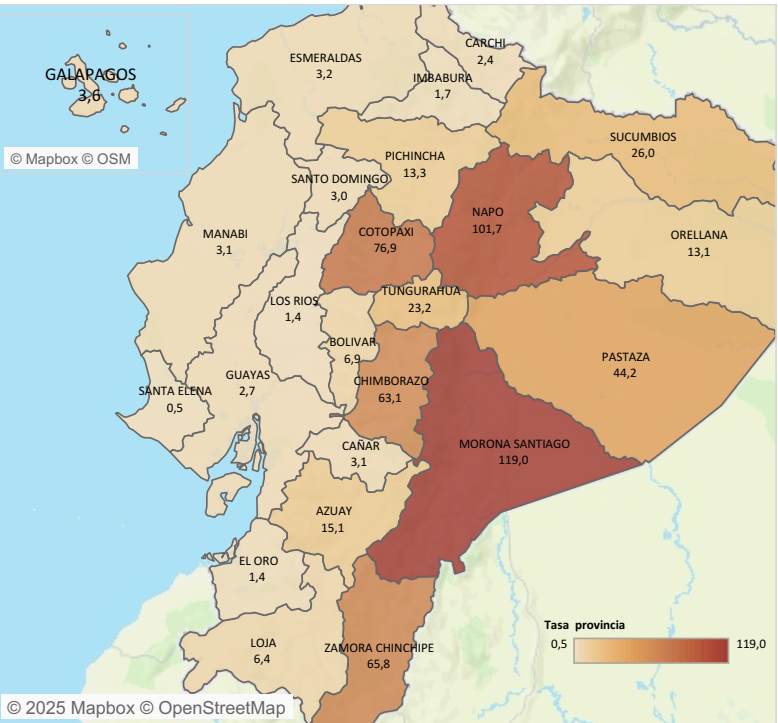 CARCHI
2,4
ESMERALDAS
3,2
GALAPAGOS
3,6
IMBABURA
1,7
SUCUMBIOS
26,0
© Mapbox © OSM
PICHINCHA
13,3
SANTO DOMINGO
3,0
NAPO
101,7
MANABI
3,1
COTOPAXI
76,9
ORELLANA
13,1
TUNGURAHUA
23,2
LOS RIOS
1,4
BOLIVAR
6,9
PASTAZA
44,2
GUAYAS
2,7
CHIMBORAZO
63,1
SANTA ELENA
0,5
CAÑAR
3,1
MORONA SANTIAGO
119,0
AZUAY
15,1
EL ORO
1,4
Tasa provincia
0,5 119,0
LOJA
6,4
ZAMORA CHINCHIPE
65,8
© 2025 Mapbox © OpenStreetMap